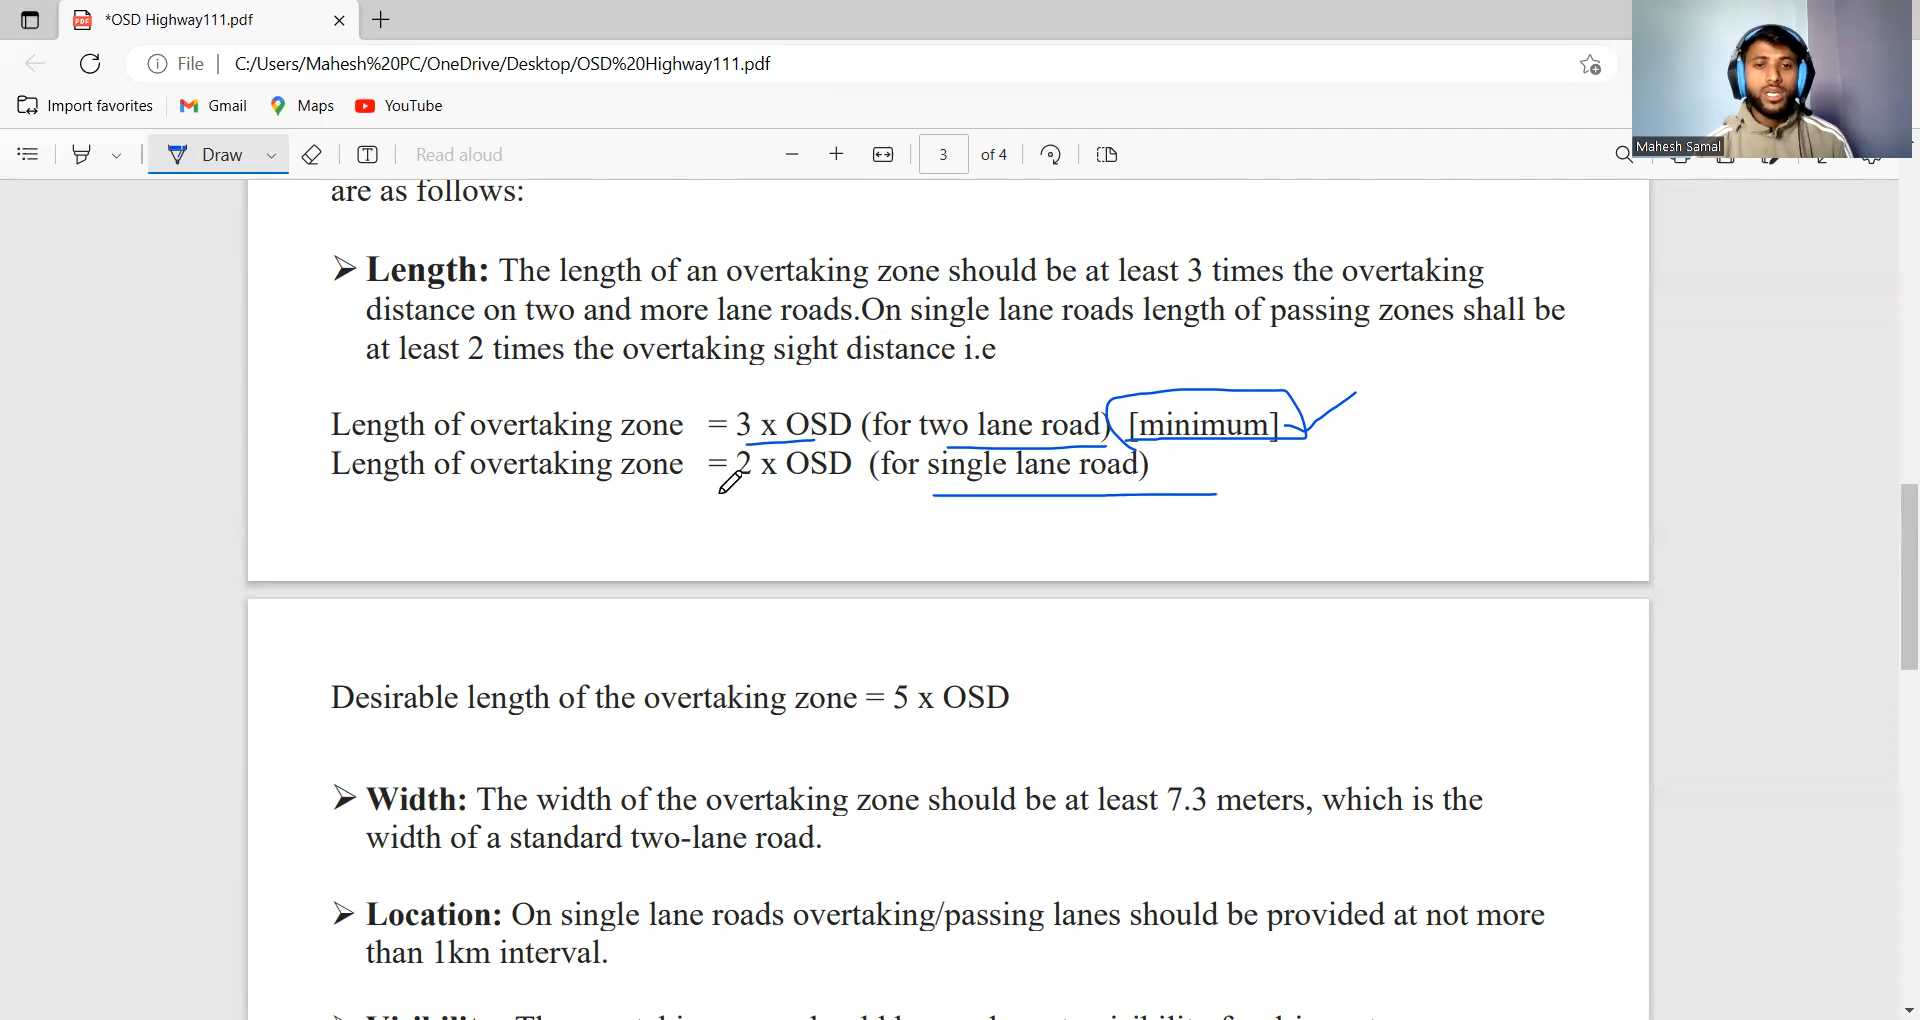 *OSD Highway111.pdf
File
C:/Users/Mahesh%20PC/OneDrive/Desktop/OSD%20Highway111.pdf
Import favorites
Gmail
Maps
YouTube
Draw
Read aloud
3
of 4
Mahesh Samal
are as follows:
➢ Length: The length of an overtaking zone should be at least 3 times the overtaking
distance on two and more lane roads.On single lane roads length of passing zones shall be
at least 2 times the overtaking sight distance i.e
Length of overtaking zone = 3 x OSD (for two lane road) [minimum]
Length of overtaking zone = 2 x OSD (for single lane road)
Desirable length of the overtaking zone = 5 x OSD
➢ Width: The width of the overtaking zone should be at least 7.3 meters, which is the
width of a standard two-lane road.
➢ Location: On single lane roads overtaking/passing lanes should be provided at not more
than 1km interval.